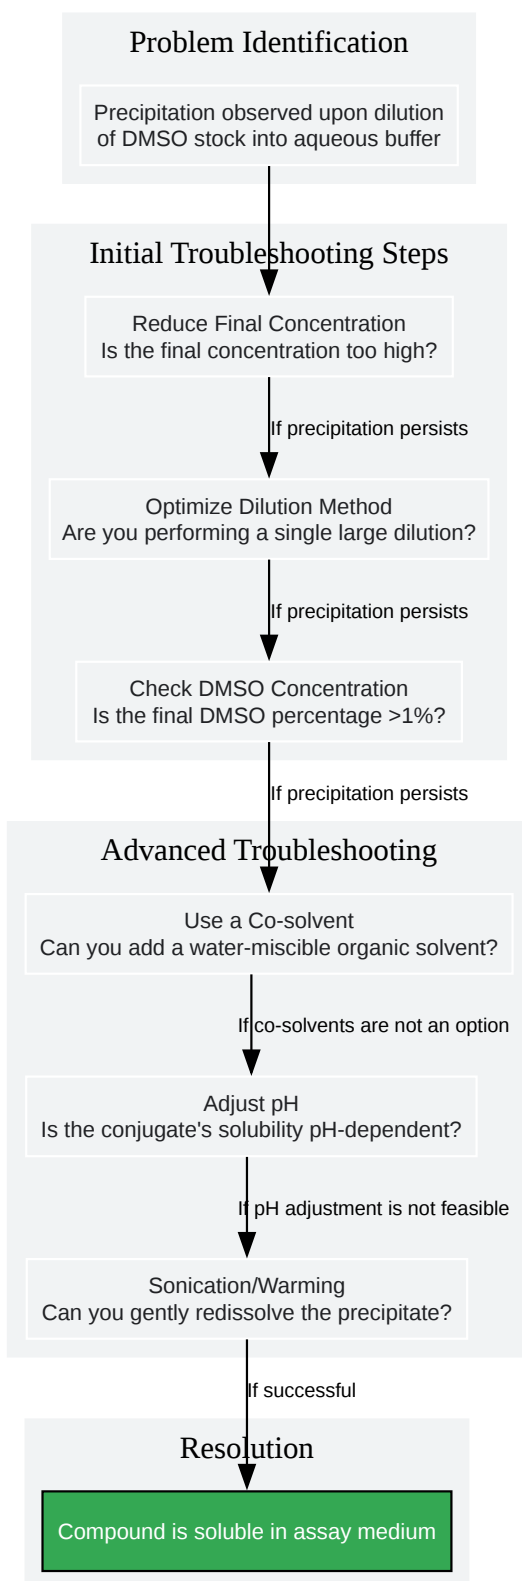 Problem Identification
Precipitation observed upon dilution
of DMSO stock into aqueous buffer
Initial Troubleshooting Steps
Reduce Final Concentration
Is the final concentration too high?
If precipitation persists
Optimize Dilution Method
Are you performing a single large dilution?
If precipitation persists
Check DMSO Concentration
Is the final DMSO percentage >1%?
If precipitation persists
Advanced Troubleshooting
Use a Co-solvent
Can you add a water-miscible organic solvent?
If co-solvents are not an option
Adjust pH
Is the conjugate's solubility pH-dependent?
If pH adjustment is not feasible
Sonication/Warming
Can you gently redissolve the precipitate?
If successful
Resolution
Compound is soluble in assay medium